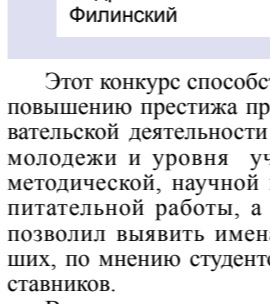 Филинский
Этот конкурс способст
повышению престижа пр
вательской деятельности
молодежи и уровня уч
методической, научной
питательной работы, а
позволил выявить имена
ших, по мнению студенто
ставников.